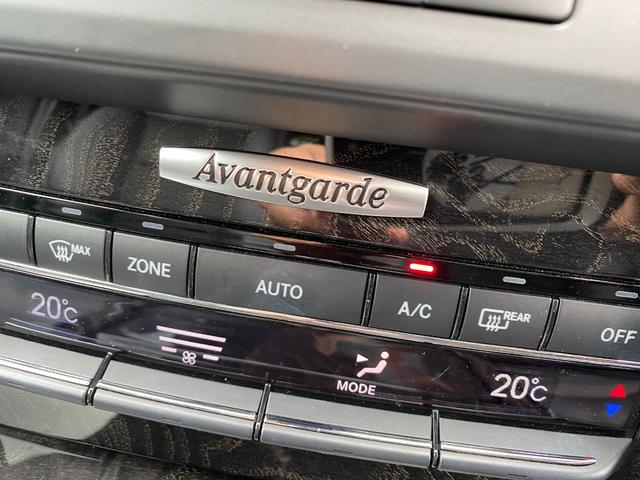 Avantgarde
MAX
ZONE
AUTO
A/C
REAR
OFF
20°C
MODE
20°C